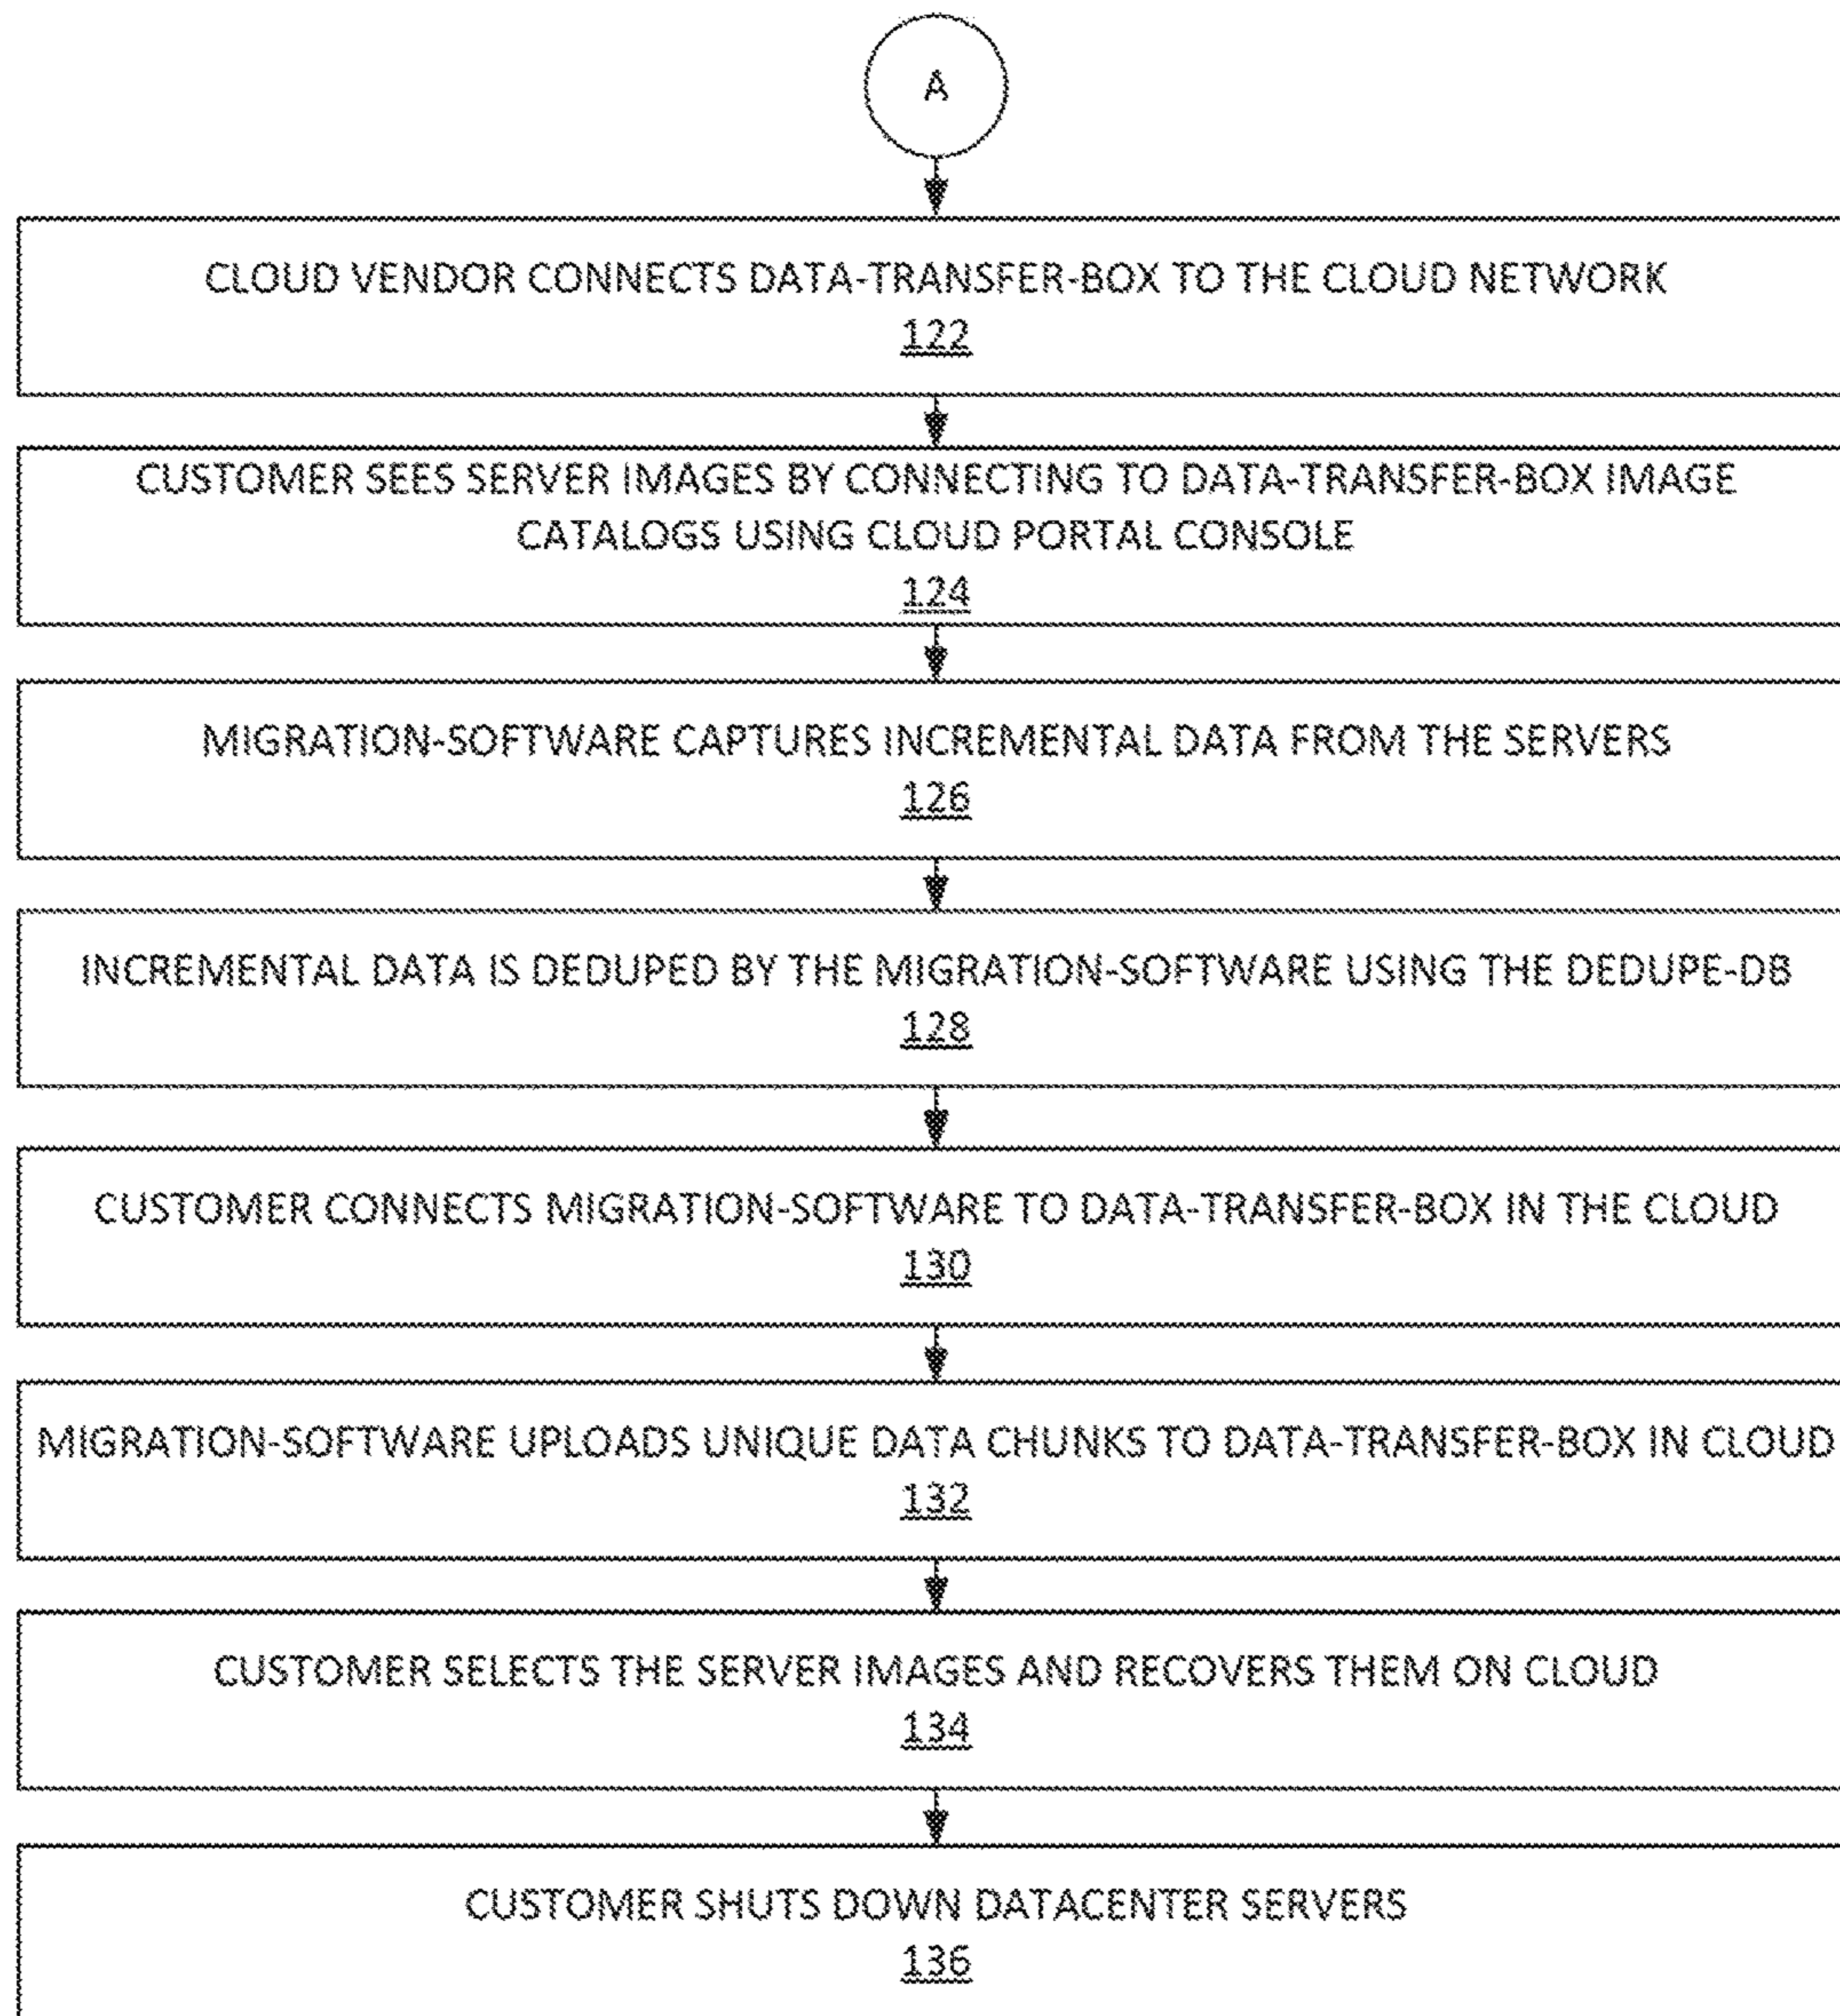 A
CLOUD VENDOR CONNECTS DATA-TRANSFER-BOX TO THE CLOUD NETWORK
122
CUSTOMER SEES SERVER IMAGES BY CONNECTING TO DATA-TRANSFER-BOX IMAGE
CATALOGS USING CLOUD PORTAL CONSOLE
124
MIGRATION-SOFTWARE CAPTURES INCREMENTAL DATA FROM THE SERVERS
126
INCREMENTAL DATA IS DEDUPED BY THE MIGRATION-SOFTWARE USING THE DEDUPE-DB
128
CUSTOMER CONNECTS MIGRATION-SOFTWARE TO DATA-TRANSFER-BOX IN THE CLOUD
130
MIGRATION-SOFTWARE UPLOADS UNIQUE DATA CHUNKS TO DATA-TRANSFER-BOX IN CLOUD
132
CUSTOMER SELECTS THE SERVER IMAGES AND RECOVERS THEM ON CLOUD
134
CUSTOMER SHUTS DOWN DATACENTER SERVERS
136